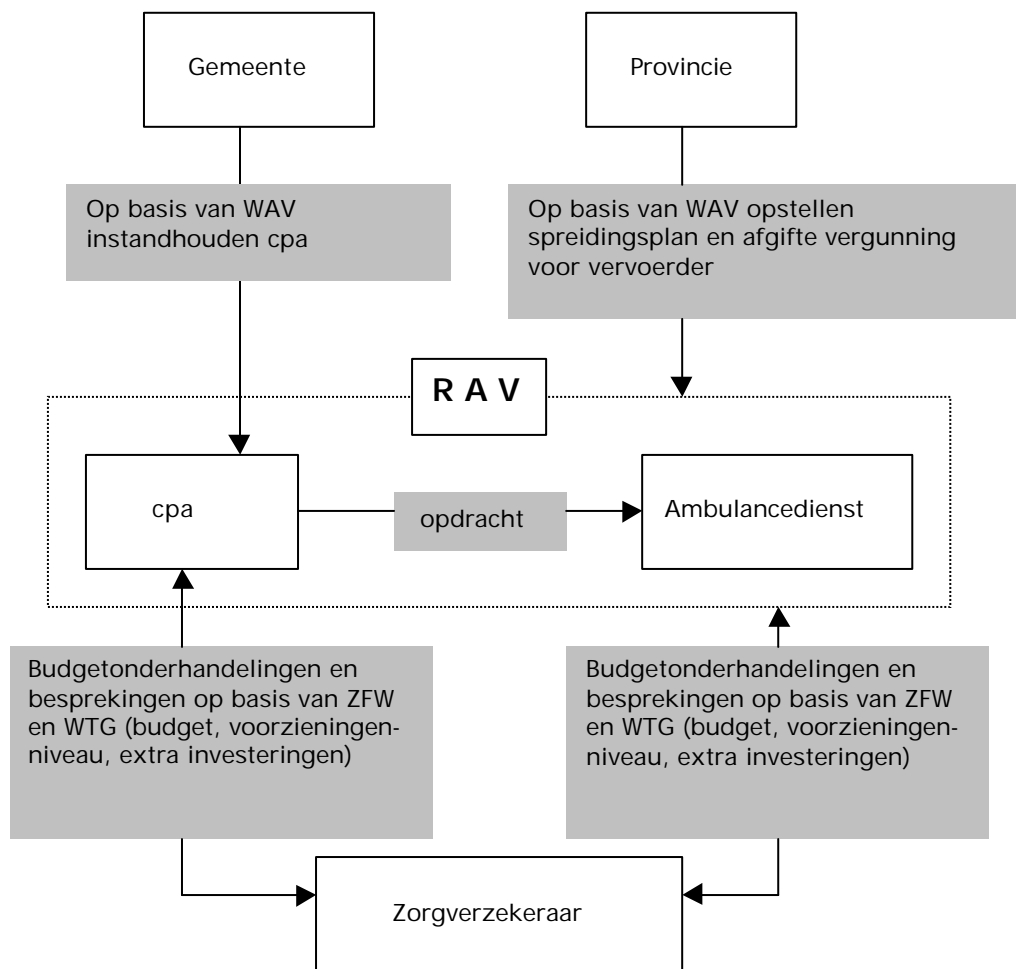 Gemeente
Provincie
Op basis van WAV
instandhouden cpa
Op basis van WAV opstellen
spreidingsplan en afgifte vergunning
voor vervoerder
R A V
cpa
opdracht
Ambulancedienst
Budgetonderhandelingen en
besprekingen op basis van ZFW
en WTG (budget, voorzieningen-
niveau, extra investeringen)
Budgetonderhandelingen en
besprekingen op basis van ZFW
en WTG (budget, voorzieningen-
niveau, extra investeringen)
Zorgverzekeraar